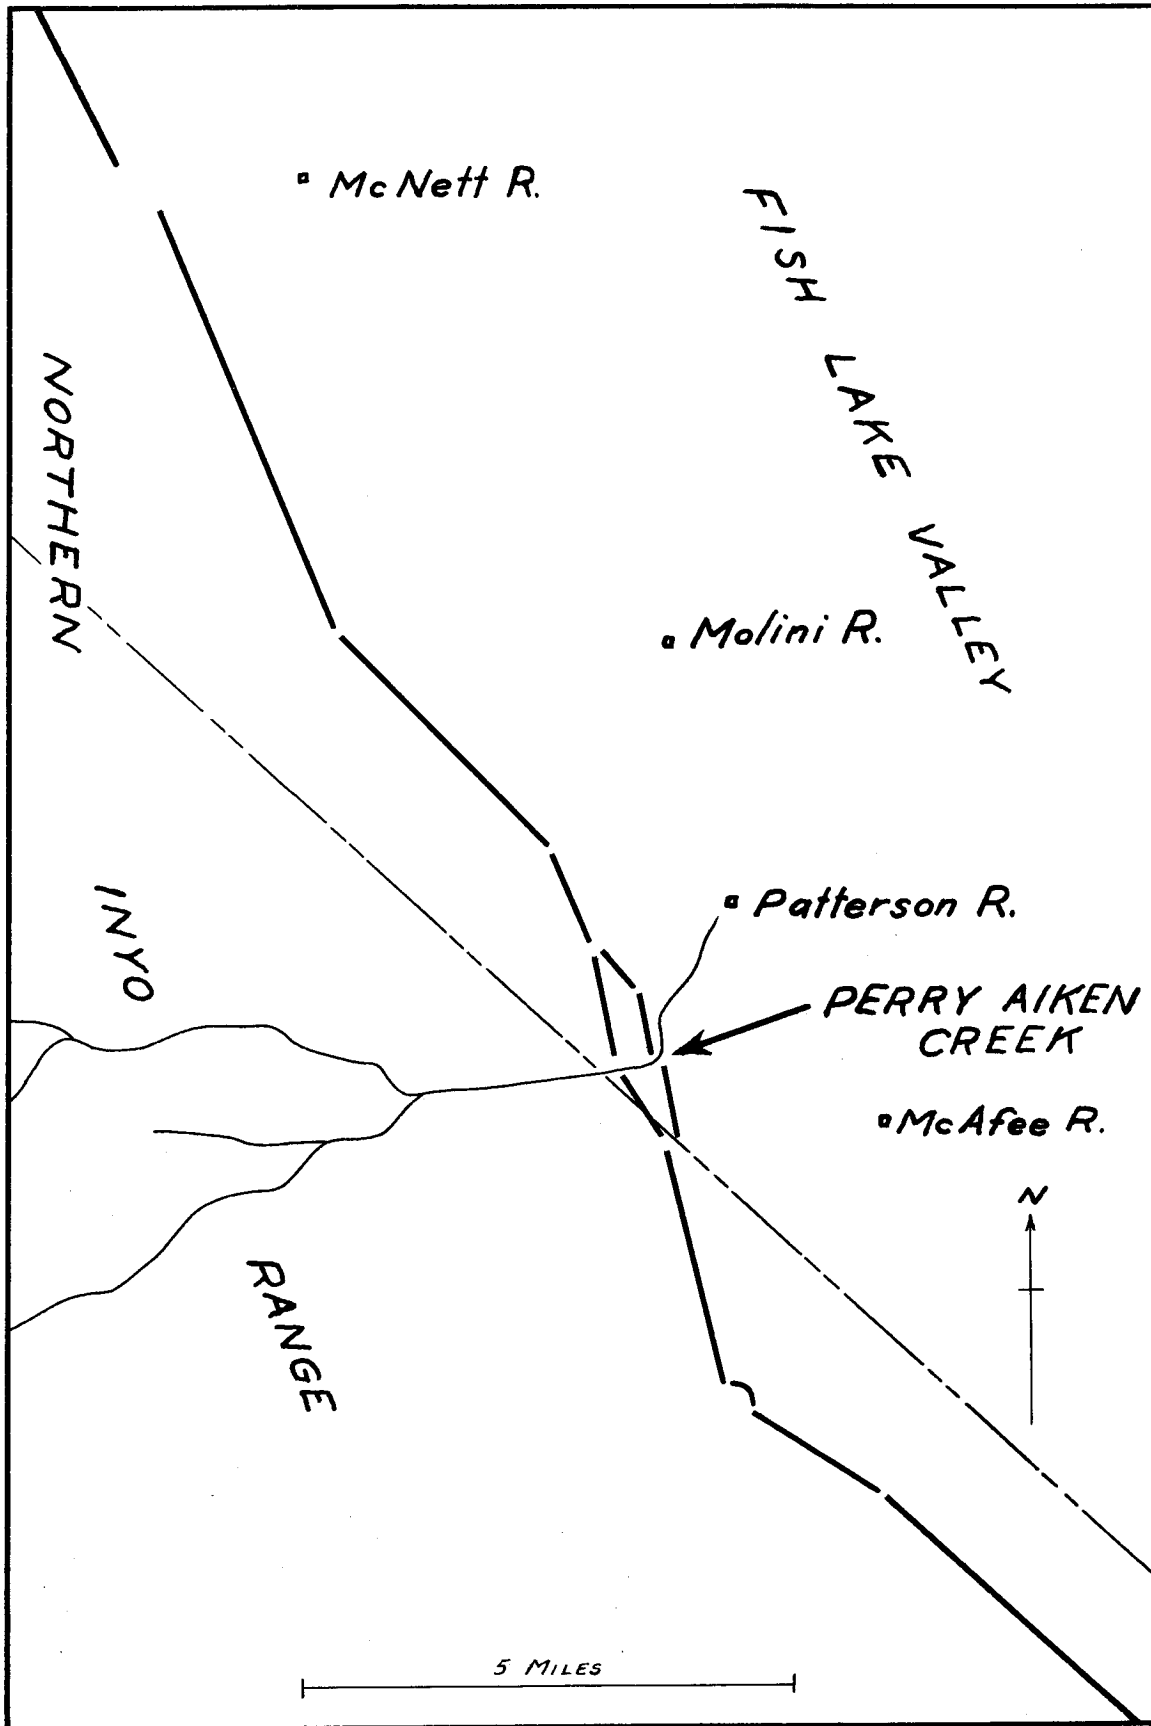 McNett R.
FISH LAKE VALLEY
NORTHERN
Molini R.
INYO
Patterson R.
PERRY AIKEN
CREEK
McAfee R.
N
RANGE
5 MILES